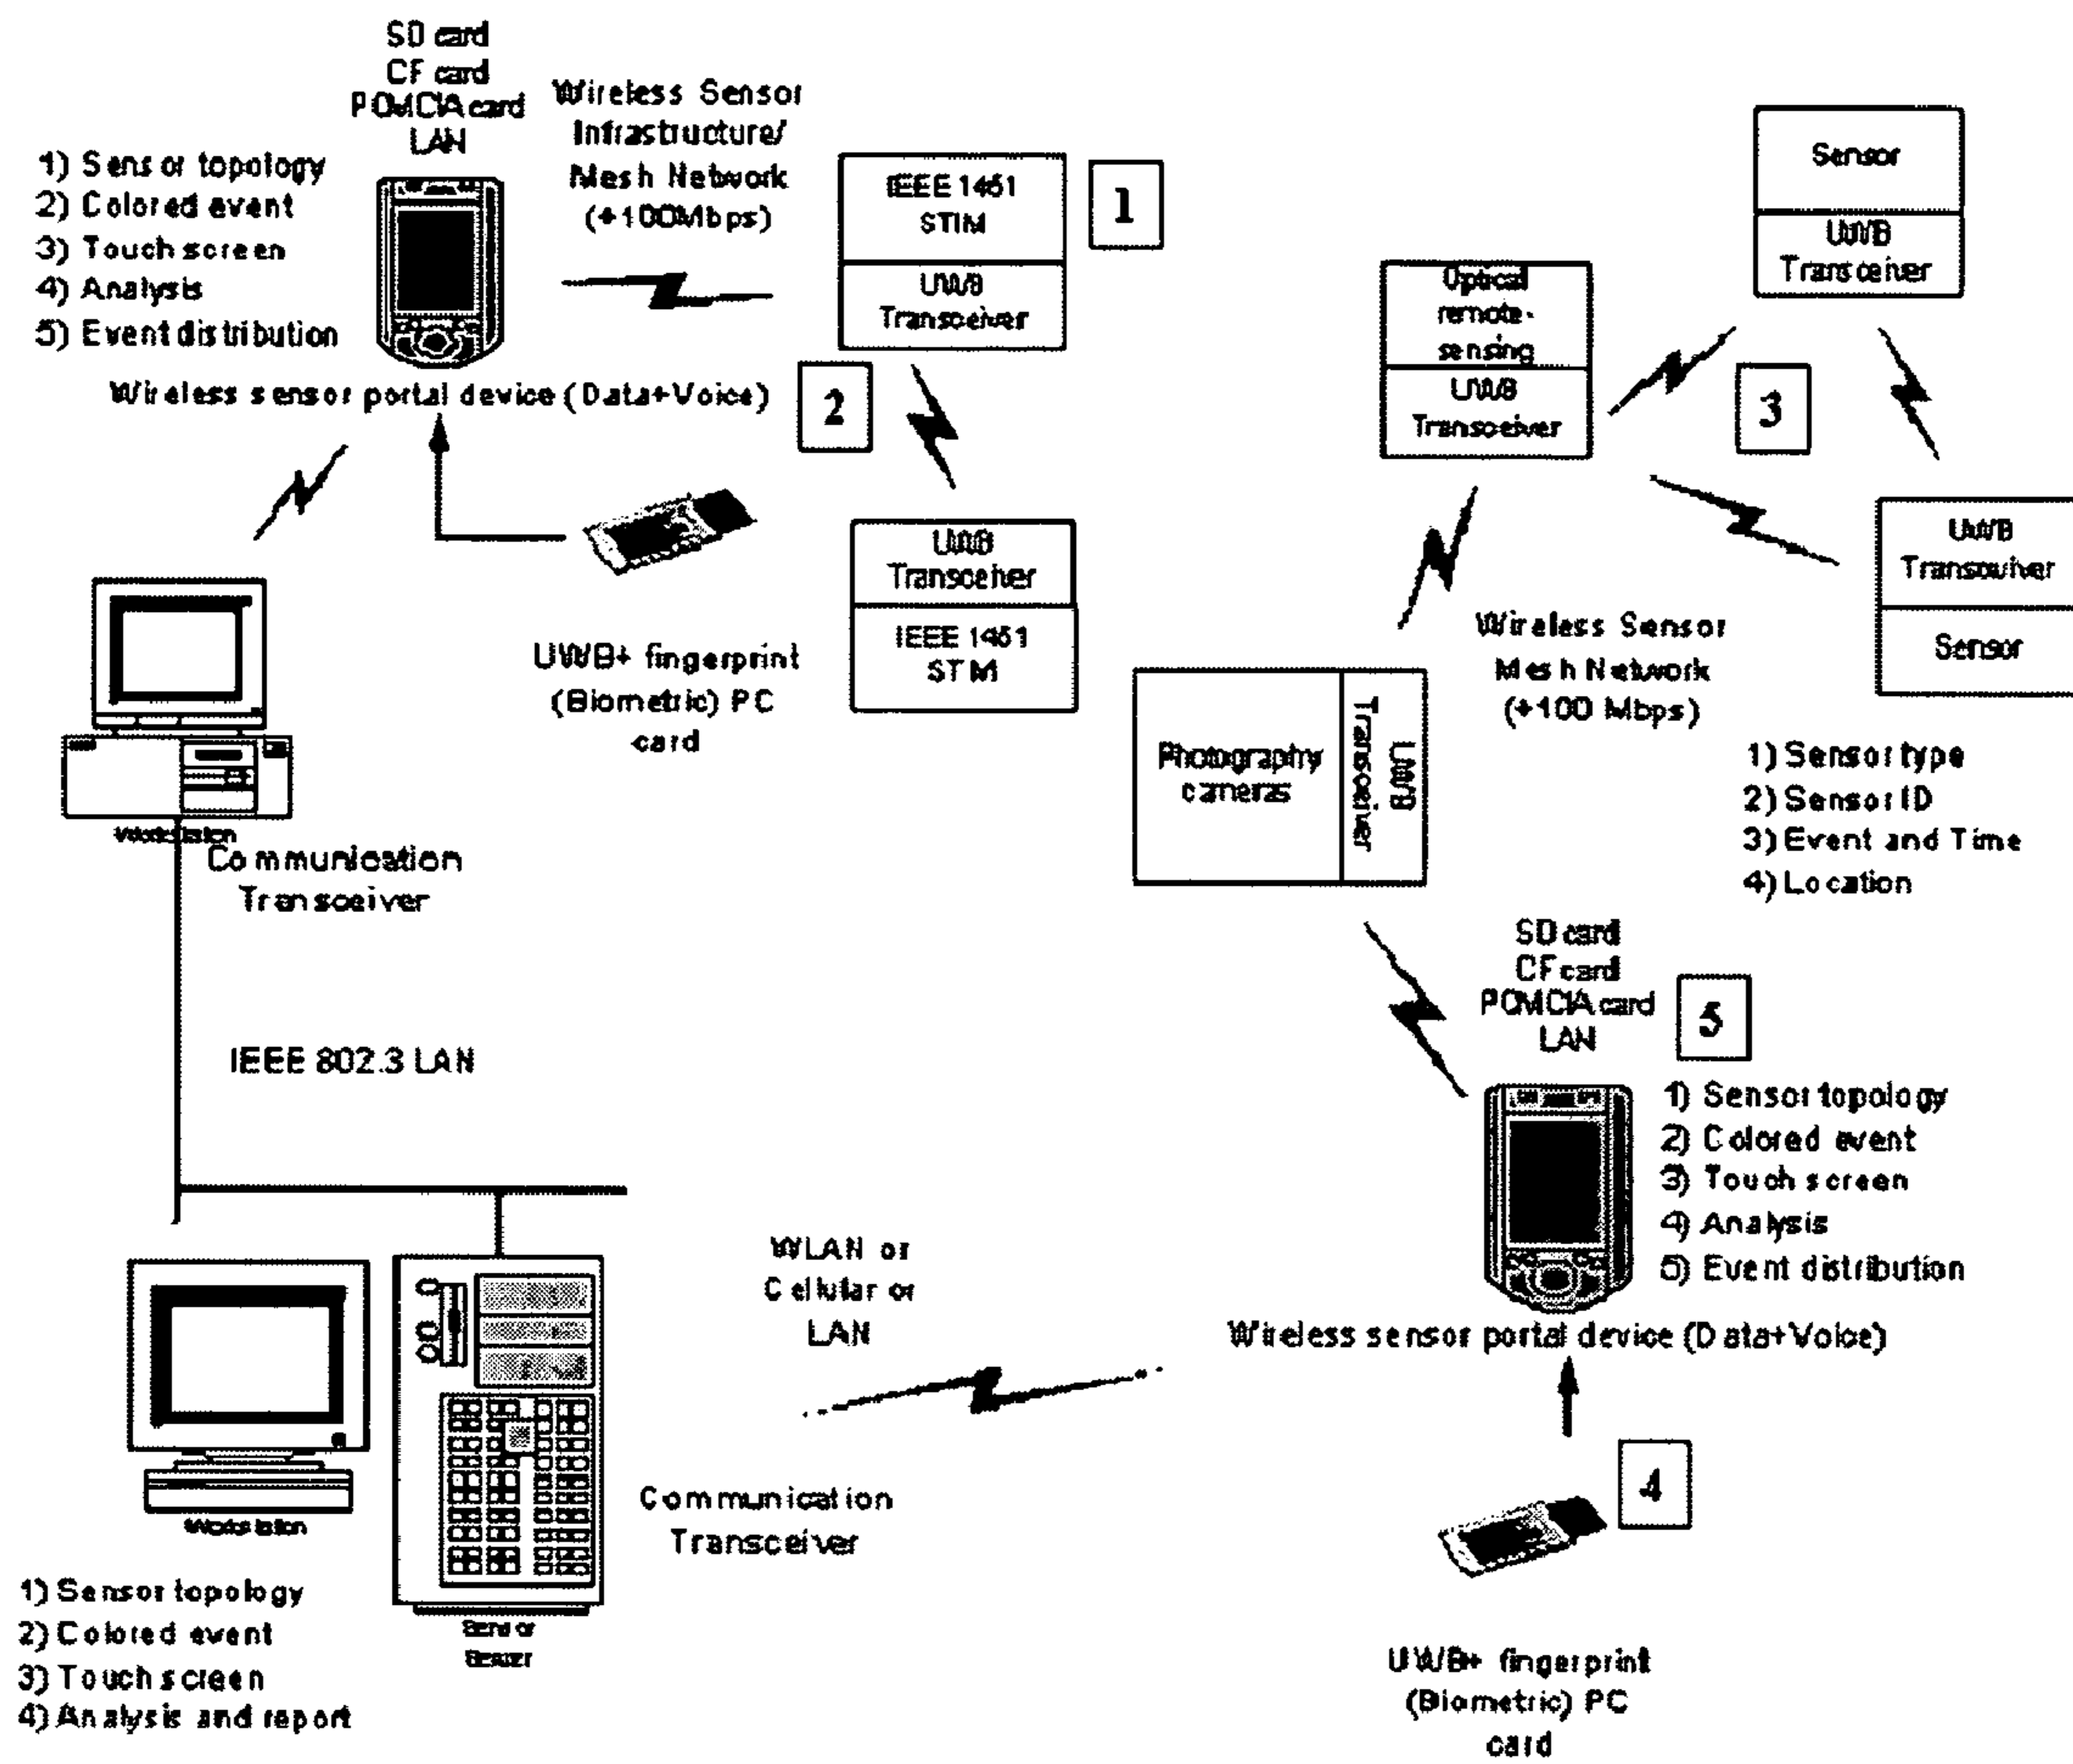 SD card
CF card
PCMCIA card
LAN
1) Sensor topology
2) Colored event
3) Touch screen
4) Analysis
5) Event distribution
Wireless Sensor
Infrastructure/
Mesh Network
(+100Mbps)
IEEE 1451
STIM
UWB
Transceiver
1
Wireless sensor portal device (Data+Voice)
2
UWB+ fingerprint
(Biometric) PC
card
UWB
Transceiver
IEEE 1451
STIM
Sensor
UWB
Transceiver
Optical
remote-
sensing
UWB
Transceiver
3
UWB
Transceiver
Sensor
Wireless Sensor
Mesh Network
(+100 Mbps)
Photography
cameras
UWB
Transceiver
1) Sensor type
2) Sensor ID
3) Event and Time
4) Location
Workstation
Communication
Transceiver
IEEE 802.3 LAN
SD card
CF card
PCMCIA card
LAN
5
1) Sensor topology
2) Colored event
3) Touch screen
4) Analysis
5) Event distribution
Wireless sensor portal device (Data+Voice)
WLAN or
Cellular or
LAN
Communication
Transceiver
Workstation
Sensor
Server
1) Sensor topology
2) Colored event
3) Touch screen
4) Analysis and report
4
UWB+ fingerprint
(Biometric) PC
card